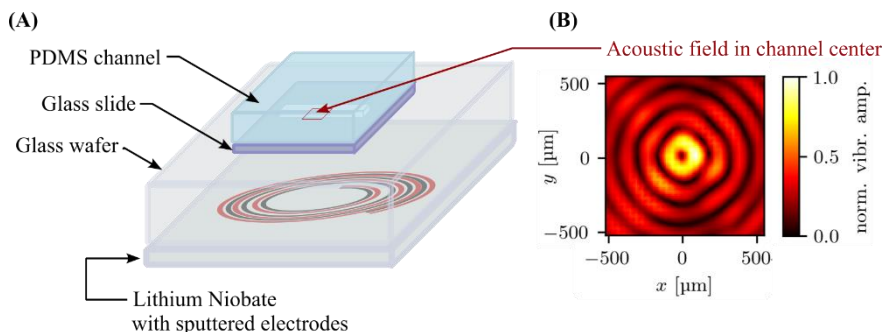 (A)
PDMS channel
Glass slide
Glass wafer
Lithium Niobate
with sputtered electrodes
Acoustic field in channel center
(B)
500
0
−500
y [µm]
−500
0
500
x [µm]
1.0
0.5
0.0
norm. vibr. amp.